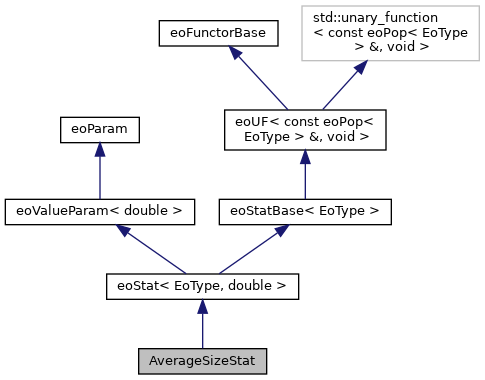 eoFunctorBase
std::unary_function
< const eoPop< EoType
> &, void >
eoParam
eoUF< const eoPop<
EoType > &, void >
eoValueParam< double >
eoStatBase< EoType >
eoStat< EoType, double >
AverageSizeStat